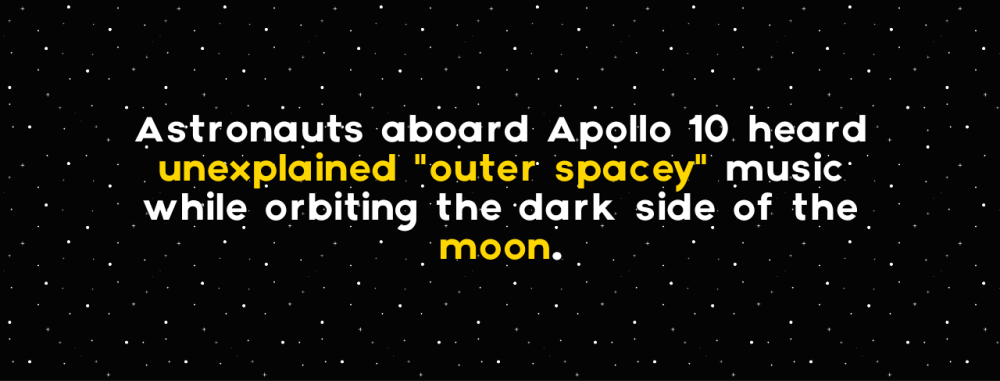 Astronauts aboard Apollo 10 heard
unexplained "outer spacey" music
while orbiting the dark side of the
moon.